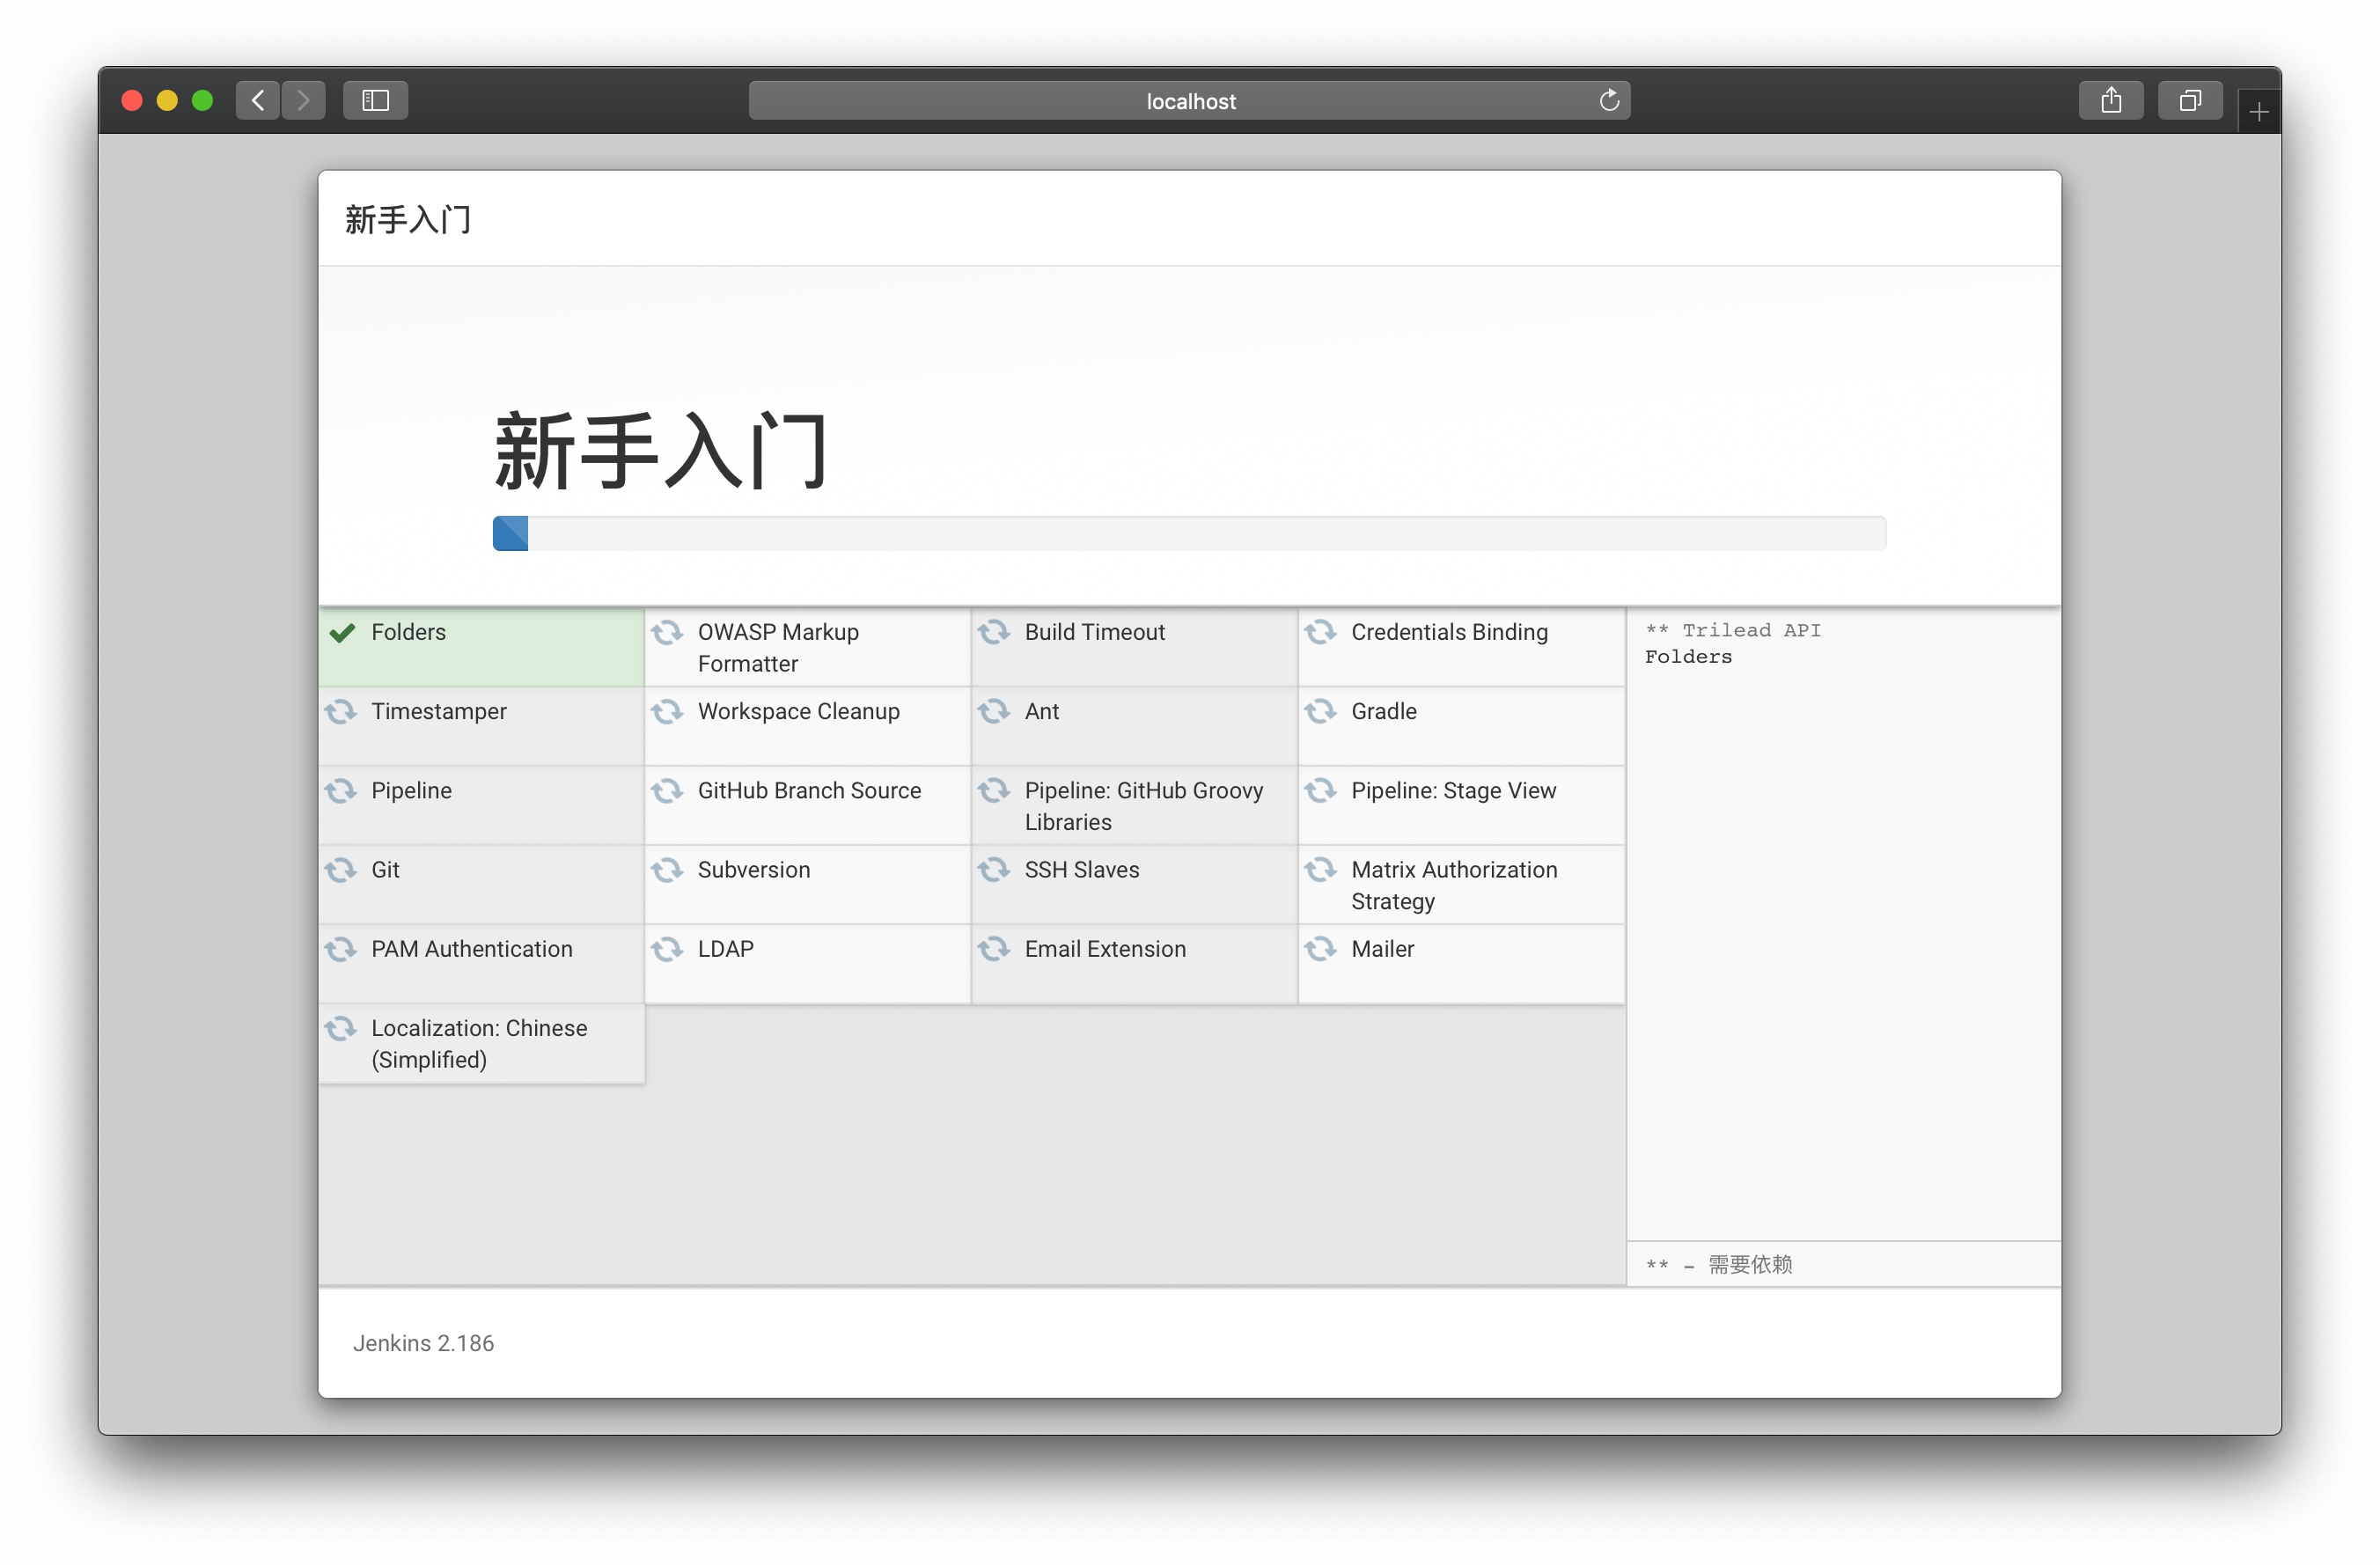 localhost
新手入门
新手入门
Folders
OWASP Markup
Formatter
Build Timeout
Credentials Binding
Timestamper
Workspace Cleanup
Ant
Gradle
Pipeline
GitHub Branch Source
Pipeline: GitHub Groovy
Libraries
Pipeline: Stage View
Git
Subversion
SSH Slaves
Matrix Authorization
Strategy
PAM Authentication
LDAP
Email Extension
Mailer
Localization: Chinese
(Simplified)
** Trilead API
Folders
** – 需要依赖
Jenkins 2.186